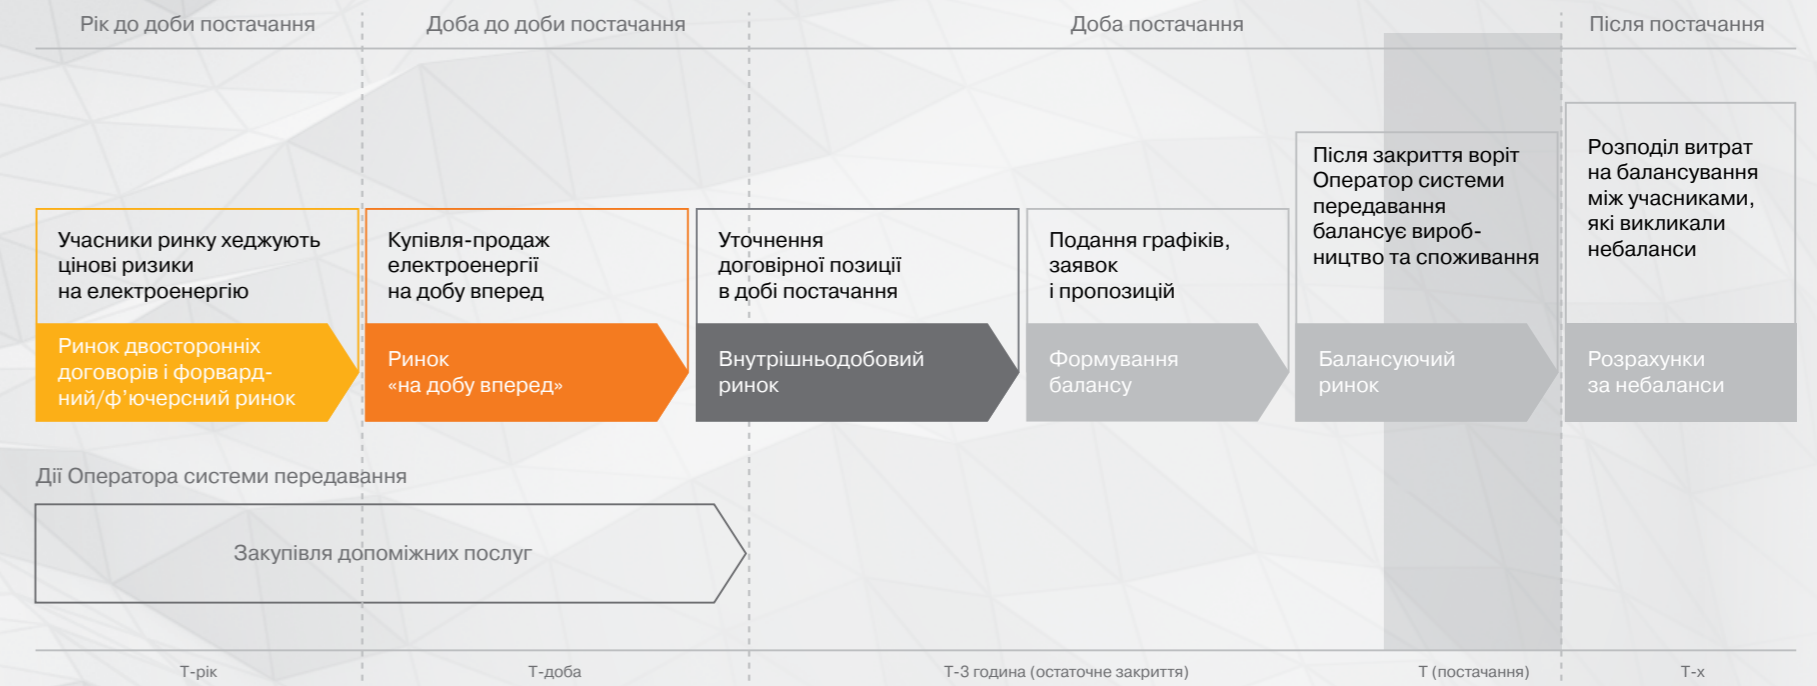 Рік до доби постачання
Доба до доби постачання
Доба постачання
Після постачання
Учасники ринку хеджують
цінові ризики
на електроенергію
Ринок двосторонніх
договорів і форвард-
ний/ф’ючерсний ринок
Купівля-продаж
електроенергії
на добу вперед
Ринок
«на добу вперед»
Уточнення
договірної позиції
в добі постачання
Внутрішньодобовий
ринок
Подання графіків,
заявок
і пропозицій
Формування
балансу
Після закриття воріт
Оператор системи
передавання
балансує вироб-
ництво та споживання
Балансуючий
ринок
Розподіл витрат
на балансування
між учасниками,
які викликали
небаланси
Розрахунки
за небаланси
Дії Оператора системи передавання
Закупівля допоміжних послуг
Т-рік
Т-доба
Т-3 година (остаточне закриття)
Т (постачання)
Т-х